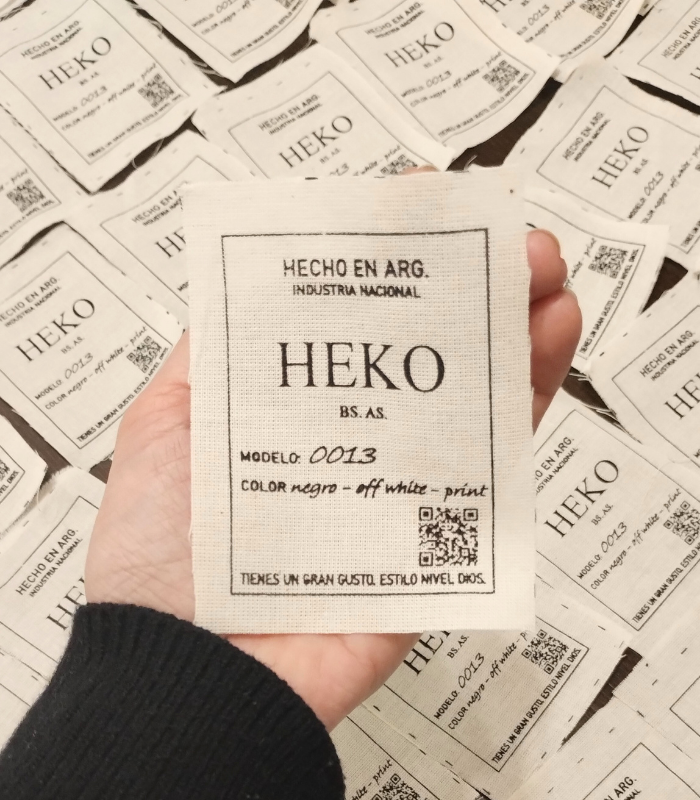 HECHO EN ARG.
INDUSTRIA NACIONAL
HEKO
BS. AS.
MODELO: 0013
COLOR negro - off white - print
TIENES UN GRAN GUSTO. ESTILO NIVEL DIOS.